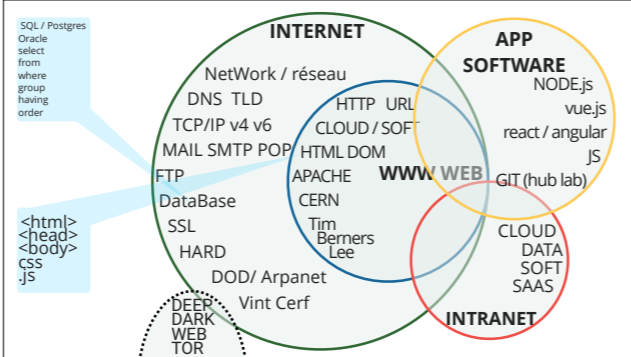 SQL / Postgres
Oracle
select
from
where
group
having
order
<html>
<head>
<body>
css
.js
INTERNET
NetWork / réseau
DNS TLD
TCP/IP v4 v6
MAIL SMTP POP
FTP
DataBase
SSL
HARD
DOD/ Arpanet
Vint Cerf
DEEP
DARK
WEB
TOR
HTTP URL
CLOUD / SOFT
HTML DOM
WWW WEB
APACHE
CERN
Tim
Berners
Lee
APP
SOFTWARE
NODE.js
vue.js
react / angular
JS
GIT (hub lab)
CLOUD
DATA
SOFT
SAAS
INTRANET